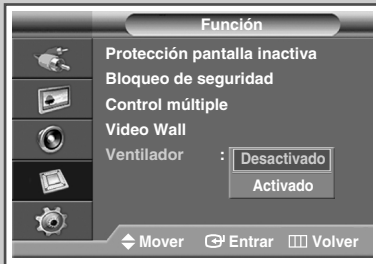 Función
Protección pantalla inactiva
Bloqueo de seguridad
Control múltiple
Video Wall
Ventilador : Desactivado
Activado
Mover Entrar Volver